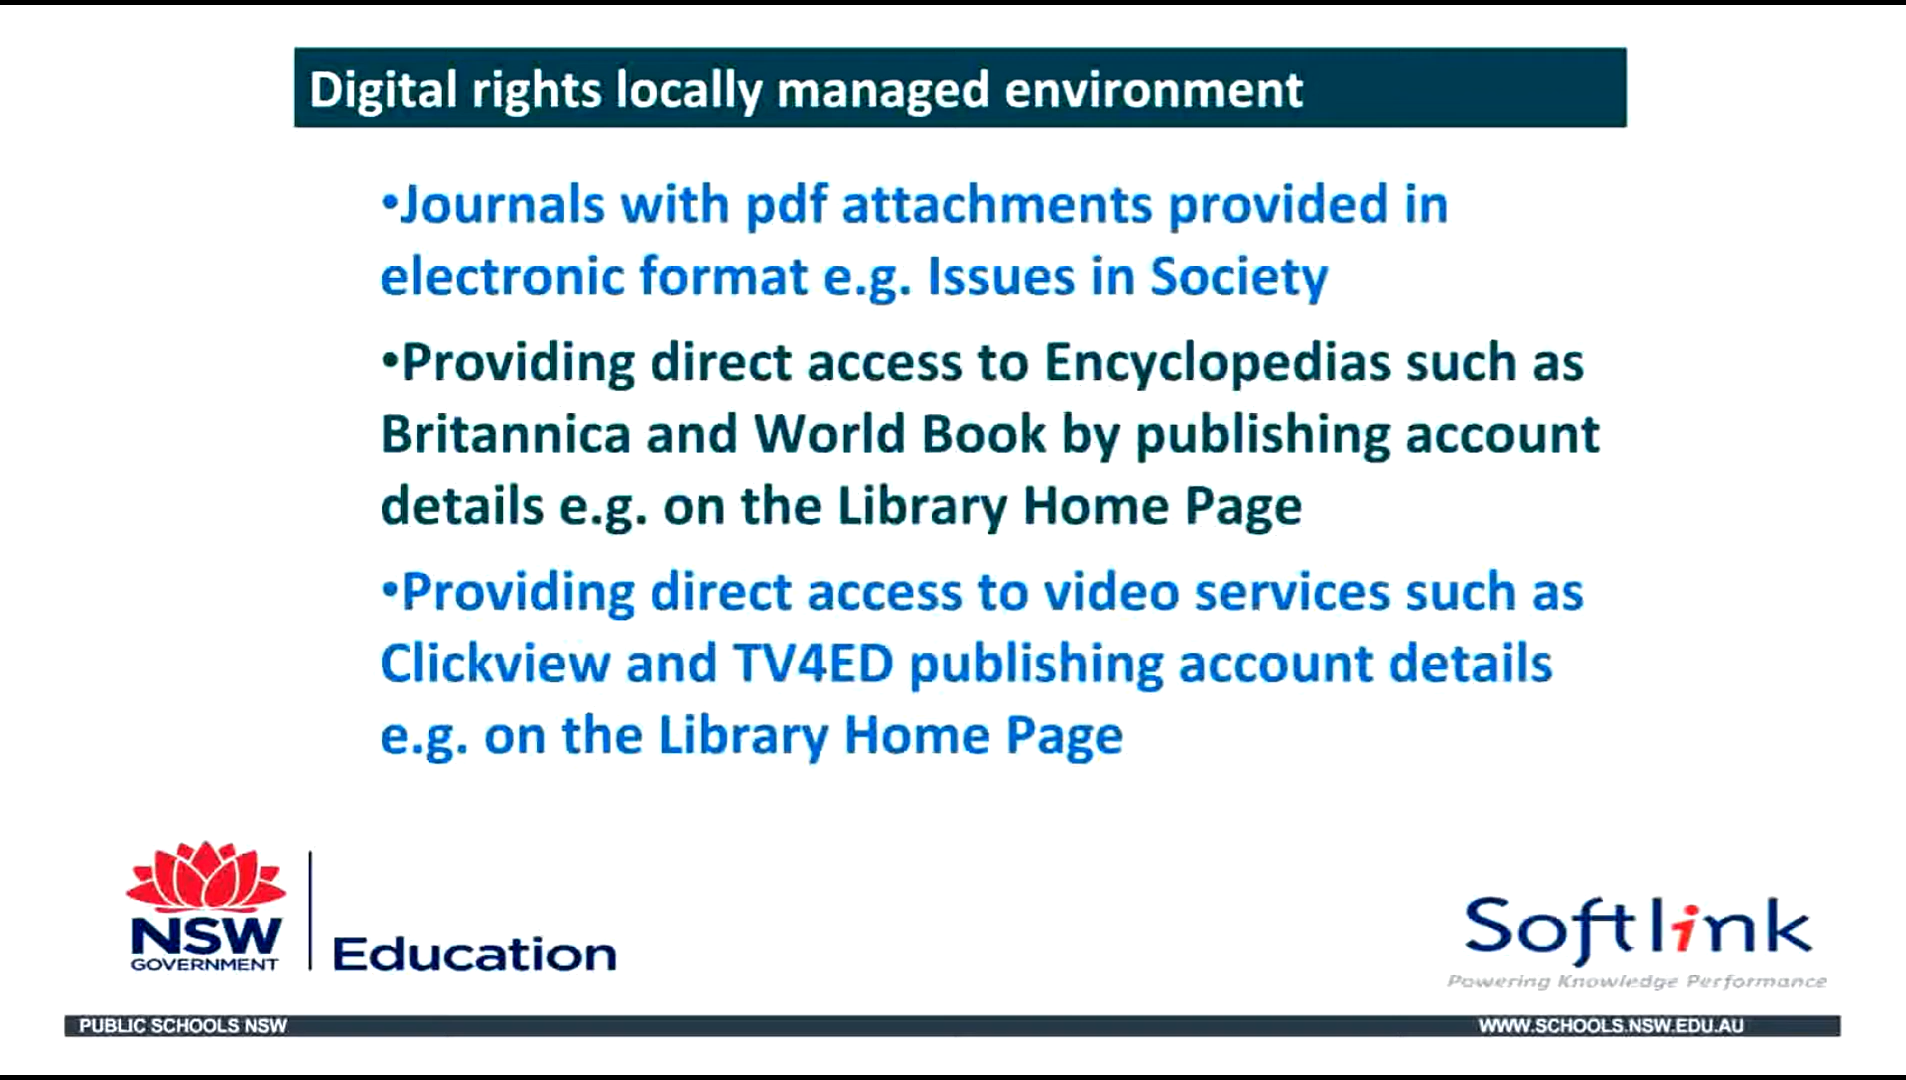 Digital rights locally managed environment
•Journals with pdf attachments provided in
electronic format e.g. Issues in Society
•Providing direct access to Encyclopedias such as
Britannica and World Book by publishing account
details e.g. on the Library Home Page
•Providing direct access to video services such as
Clickview and TV4ED publishing account details
e.g. on the Library Home Page
NSW
GOVERNMENT
Education
Softlink
Powering Knowledge Performance
PUBLIC SCHOOLS NSW
WWW.SCHOOLS.NSW.EDU.AU